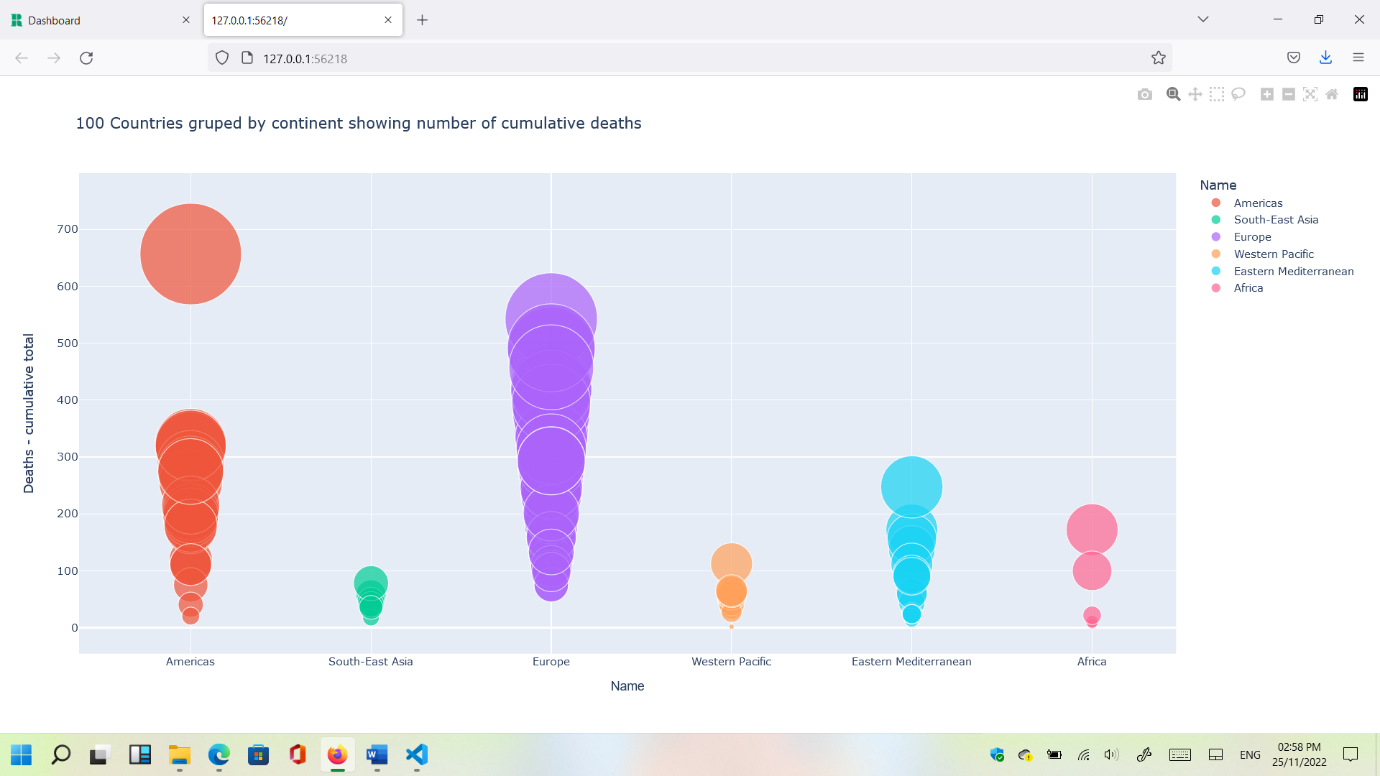 Dashboard
127.0.0.1:56218/
127.0.0.1:56218
100 Countries gruped by continent showing number of cumulative deaths
Deaths - cumulative total
700
600
500
400
300
200
100
0
Americas
South-East Asia
Europe
Western Pacific
Eastern Mediterranean
Africa
Name
Name
Americas
South-East Asia
Europe
Western Pacific
Eastern Mediterranean
Africa
ENG
02:58 PM
25/11/2022